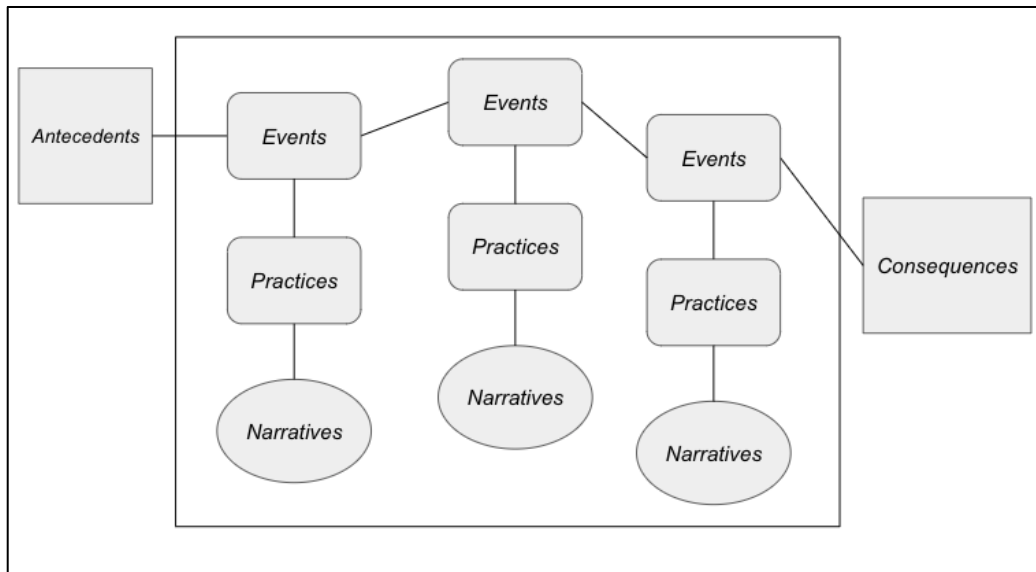 Antecedents
Events
Events
Events
Practices
Practices
Practices
Consequences
Narratives
Narratives
Narratives